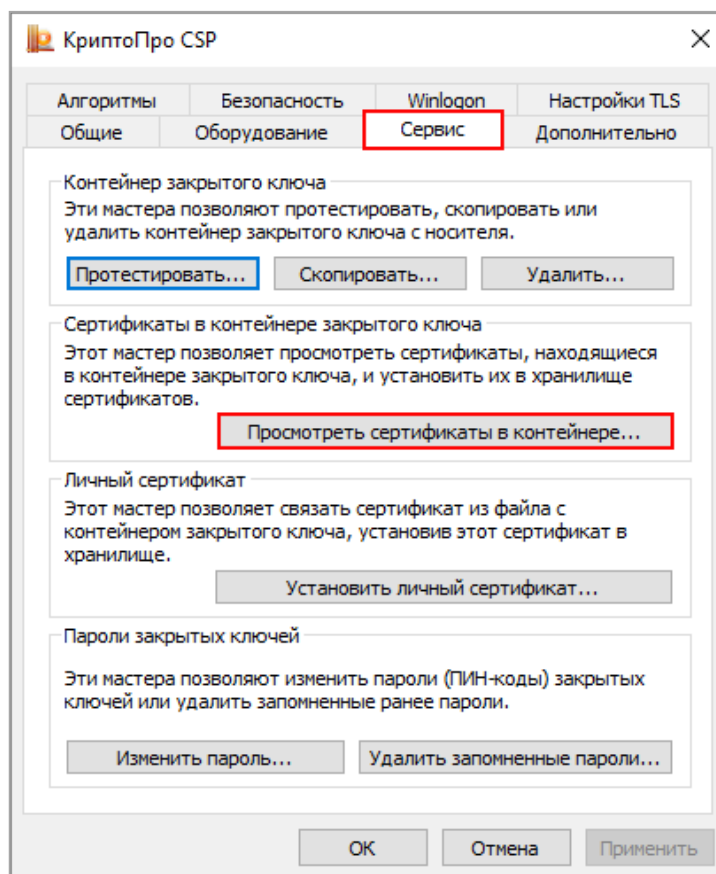 КриптоПро CSP
Алгоритмы Безопасность Winlogon Настройки TLS
Общие Оборудование Сервис Дополнительно
Контейнер закрытого ключа
Эти мастера позволяют протестировать, скопировать или
удалить контейнер закрытого ключа с носителя.
Протестировать... Скопировать... Удалить...
Сертификаты в контейнере закрытого ключа
Этот мастер позволяет просмотреть сертификаты, находящиеся
в контейнере закрытого ключа, и установить их в хранилище
сертификатов.
Просмотреть сертификаты в контейнере...
Личный сертификат
Этот мастер позволяет связать сертификат из файла с
контейнером закрытого ключа, установив этот сертификат в
хранилище.
Установить личный сертификат...
Пароли закрытых ключей
Эти мастера позволяют изменить пароли (ПИН-коды) закрытых
ключей или удалить запомненные ранее пароли.
Изменить пароль... Удалить запомненные пароли...
ОК Отмена Применить